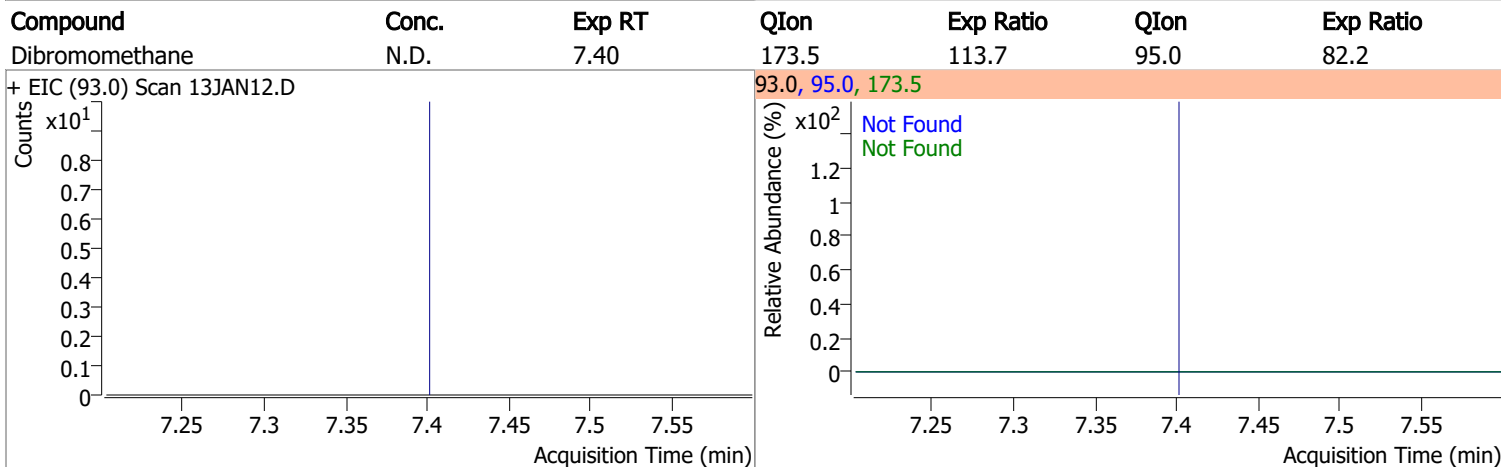 Compound Conc. Exp RT QIon Exp Ratio QIon Exp Ratio
Dibromomethane N.D. 7.40 173.5 113.7 95.0 82.2
+ EIC (93.0) Scan 13JAN12.D
Counts
x10¹
0.8
0.7
0.6
0.5
0.4
0.3
0.2
0.1
0
7.25 7.3 7.35 7.4 7.45 7.5 7.55
Acquisition Time (min)
93.0, 95.0, 173.5
Relative Abundance (%)
x10²
Not Found
Not Found
1.2
1
0.8
0.6
0.4
0.2
0
7.25 7.3 7.35 7.4 7.45 7.5 7.55
Acquisition Time (min)